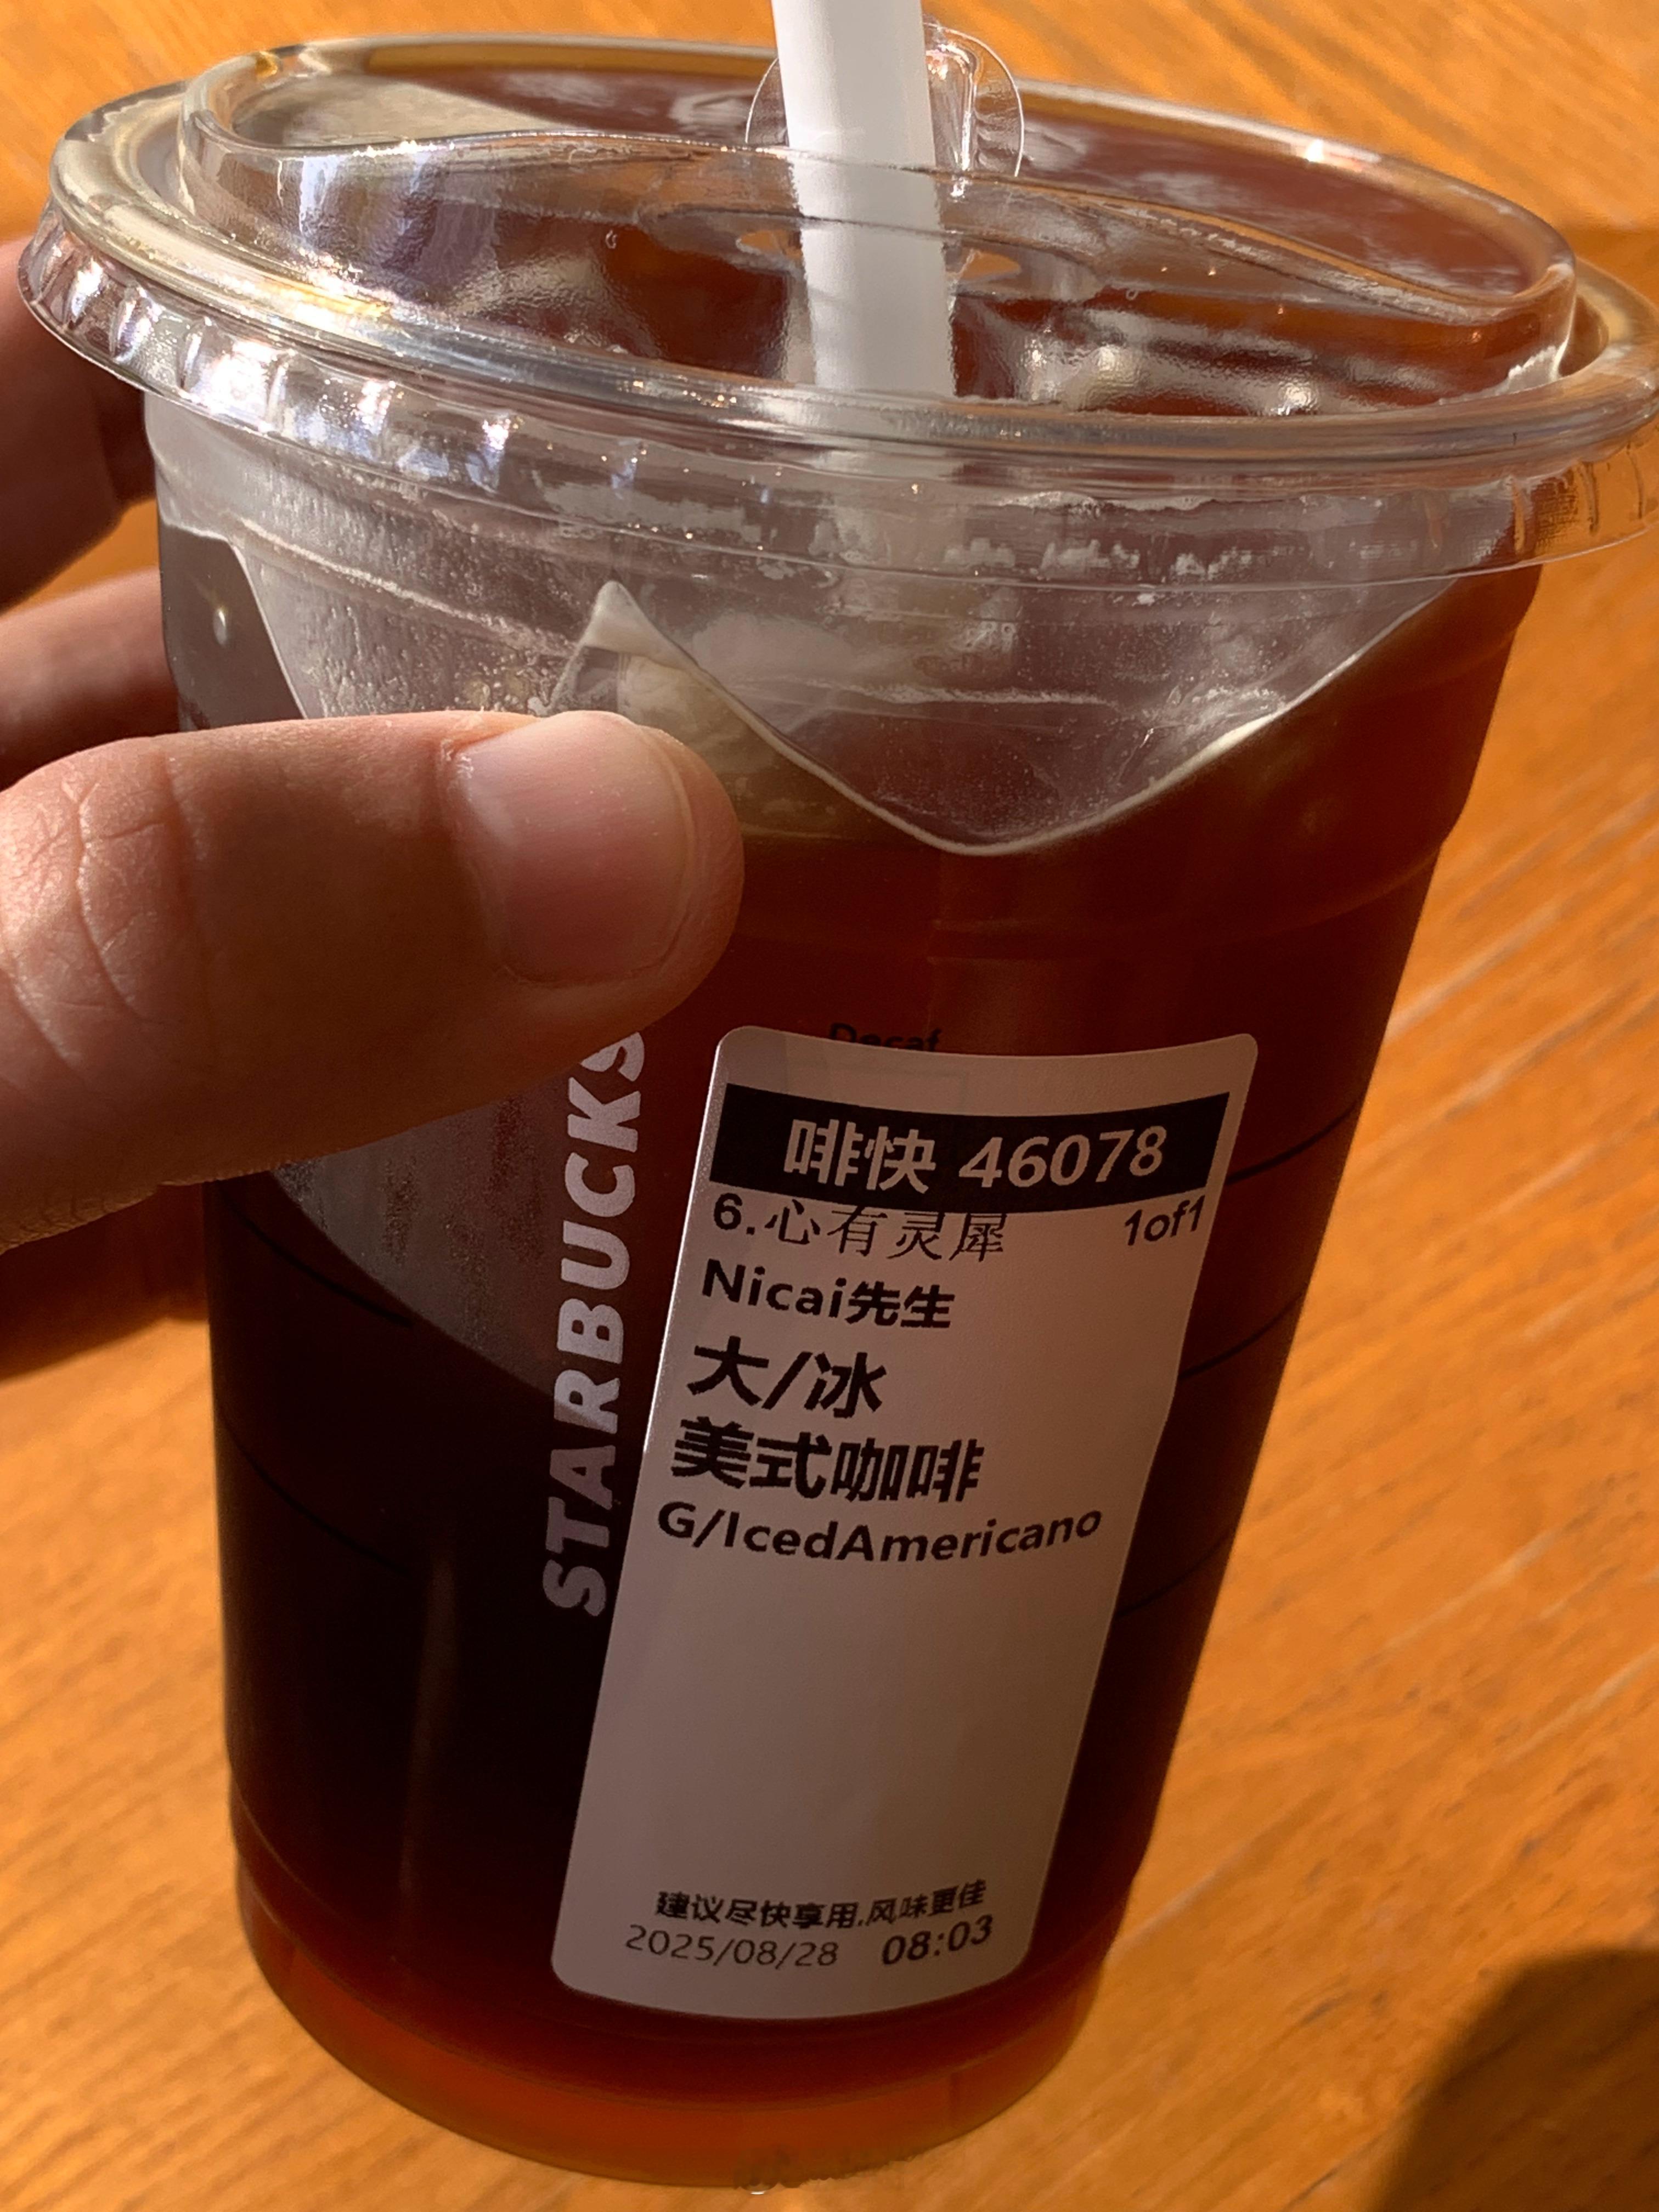 Decaf
STARBUCKS
啡快 46078
6.心有灵犀 1of1
Nicai先生
大/冰
美式咖啡
G/IcedAmericano
建议尽快享用,风味更佳
2025/08/28 08:03